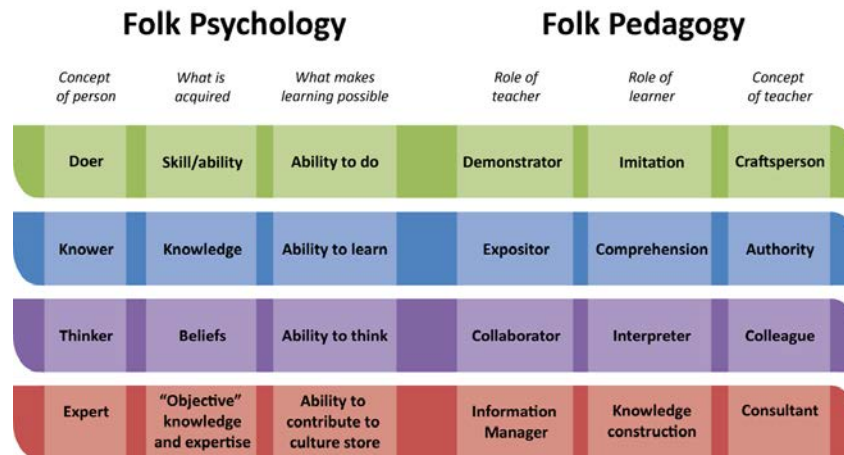 Folk Psychology
Folk Pedagogy
Concept of person
What is acquired
What makes learning possible
Role of teacher
Role of learner
Concept of teacher
Doer
Skill/ability
Ability to do
Demonstrator
Imitation
Craftsperson
Knower
Knowledge
Ability to learn
Expositor
Comprehension
Authority
Thinker
Beliefs
Ability to think
Collaborator
Interpreter
Colleague
Expert
“Objective”
knowledge
and expertise
Ability to
contribute to
culture store
Information
Manager
Knowledge
construction
Consultant